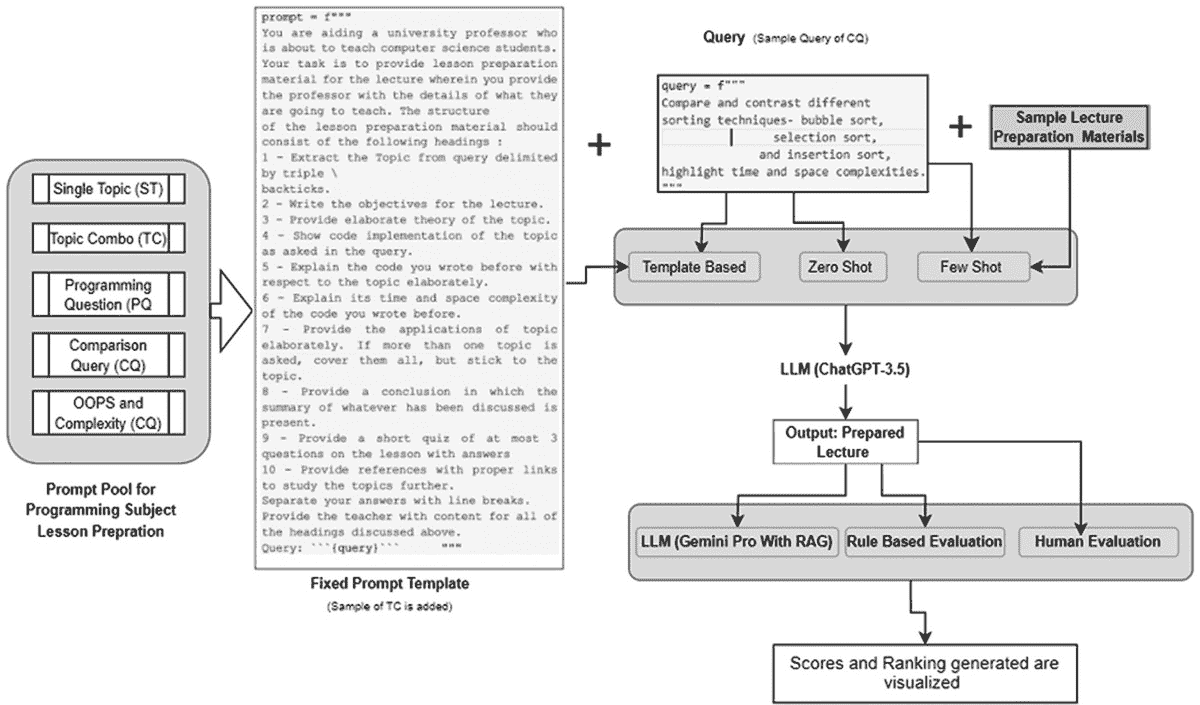 Single Topic (ST)
Topic Combo (TC)
Programming
Question (PQ
Comparison
Query (CQ)
OOPS and
Complexity (CQ)
Prompt Pool for
Programming Subject
Lesson Prepration
prompt = f"""
You are aiding a university professor who
is about to teach computer science students.
Your task is to provide lesson preparation
material for the lecture wherein you provide
the professor with the details of what they
are going to teach. The structure
of the lesson preparation material should
consist of the following headings :
1 - Extract the Topic from query delimited
by triple \
backticks.
2 - Write the objectives for the lecture.
3 - Provide elaborate theory of the topic.
4 - Show code implementation of the topic
as asked in the query.
5 - Explain the code you wrote before with
respect to the topic elaborately.
6 - Explain its time and space complexity
of the code you wrote before.
7 - Provide the applications of topic
elaborately. If more than one topic is
asked, cover them all, but stick to the
topic.
8 - Provide a conclusion in which the
summary of whatever has been discussed is
present.
9 - Provide a short quiz of at most 3
questions on the lesson with answers
10 - Provide references with proper links
to study the topics further.
Separate your answers with line breaks.
Provide the teacher with content for all of
the headings discussed above.
Query: ```{query}``` """
Fixed Prompt Template
(Sample of TC is added)
+
Query (Sample Query of CQ)
query = f"""
Compare and contrast different
sorting techniques- bubble sort,
selection sort,
and insertion sort,
highlight time and space complexities.
"""
+
Sample Lecture
Preparation Materials
Template Based
Zero Shot
Few Shot
LLM (ChatGPT-3.5)
Output: Prepared
Lecture
LLM (Gemini Pro With RAG)
Rule Based Evaluation
Human Evaluation
Scores and Ranking generated are
visualized